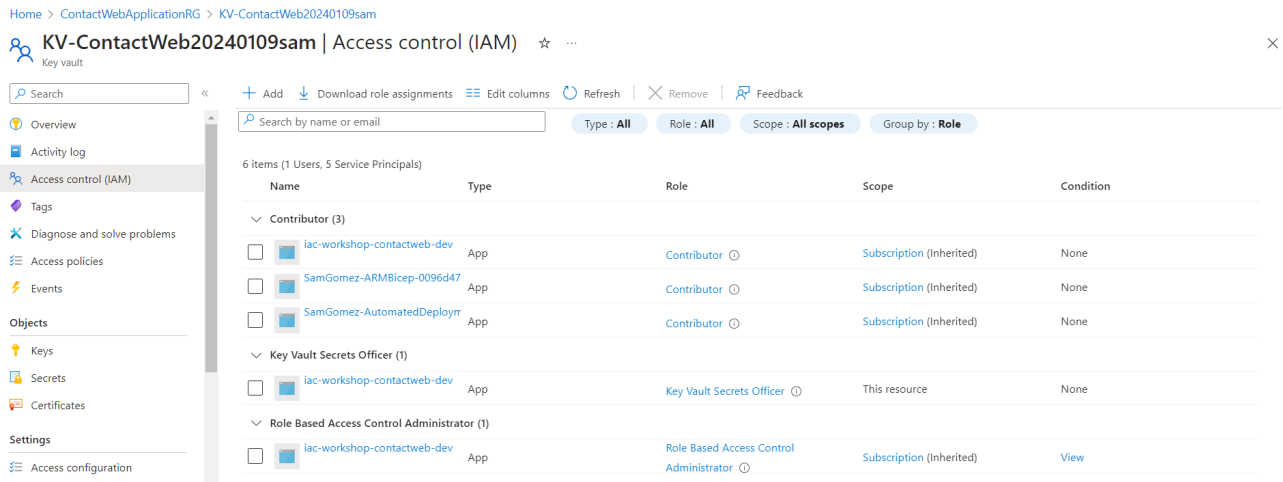 Home > ContactWebApplicationRG > KV-ContactWeb20240109sam
KV-ContactWeb20240109sam | Access control (IAM)
Key vault
Search
Overview
Activity log
Access control (IAM)
Tags
Diagnose and solve problems
Access policies
Events
Objects
Keys
Secrets
Certificates
Settings
Access configuration
Add Download role assignments Edit columns Refresh Remove Feedback
Search by name or email Type : All Role : All Scope : All scopes Group by : Role
6 items (1 Users, 5 Service Principals)
Name Type Role Scope Condition
Contributor (3)
iac-workshop-contactweb-dev App Contributor Subscription (Inherited) None
SamGomez-ARMBicep-0096d47 App Contributor Subscription (Inherited) None
SamGomez-AutomatedDeploym App Contributor Subscription (Inherited) None
Key Vault Secrets Officer (1)
iac-workshop-contactweb-dev App Key Vault Secrets Officer This resource None
Role Based Access Control Administrator (1)
iac-workshop-contactweb-dev App Role Based Access Control Subscription (Inherited) View
Administrator